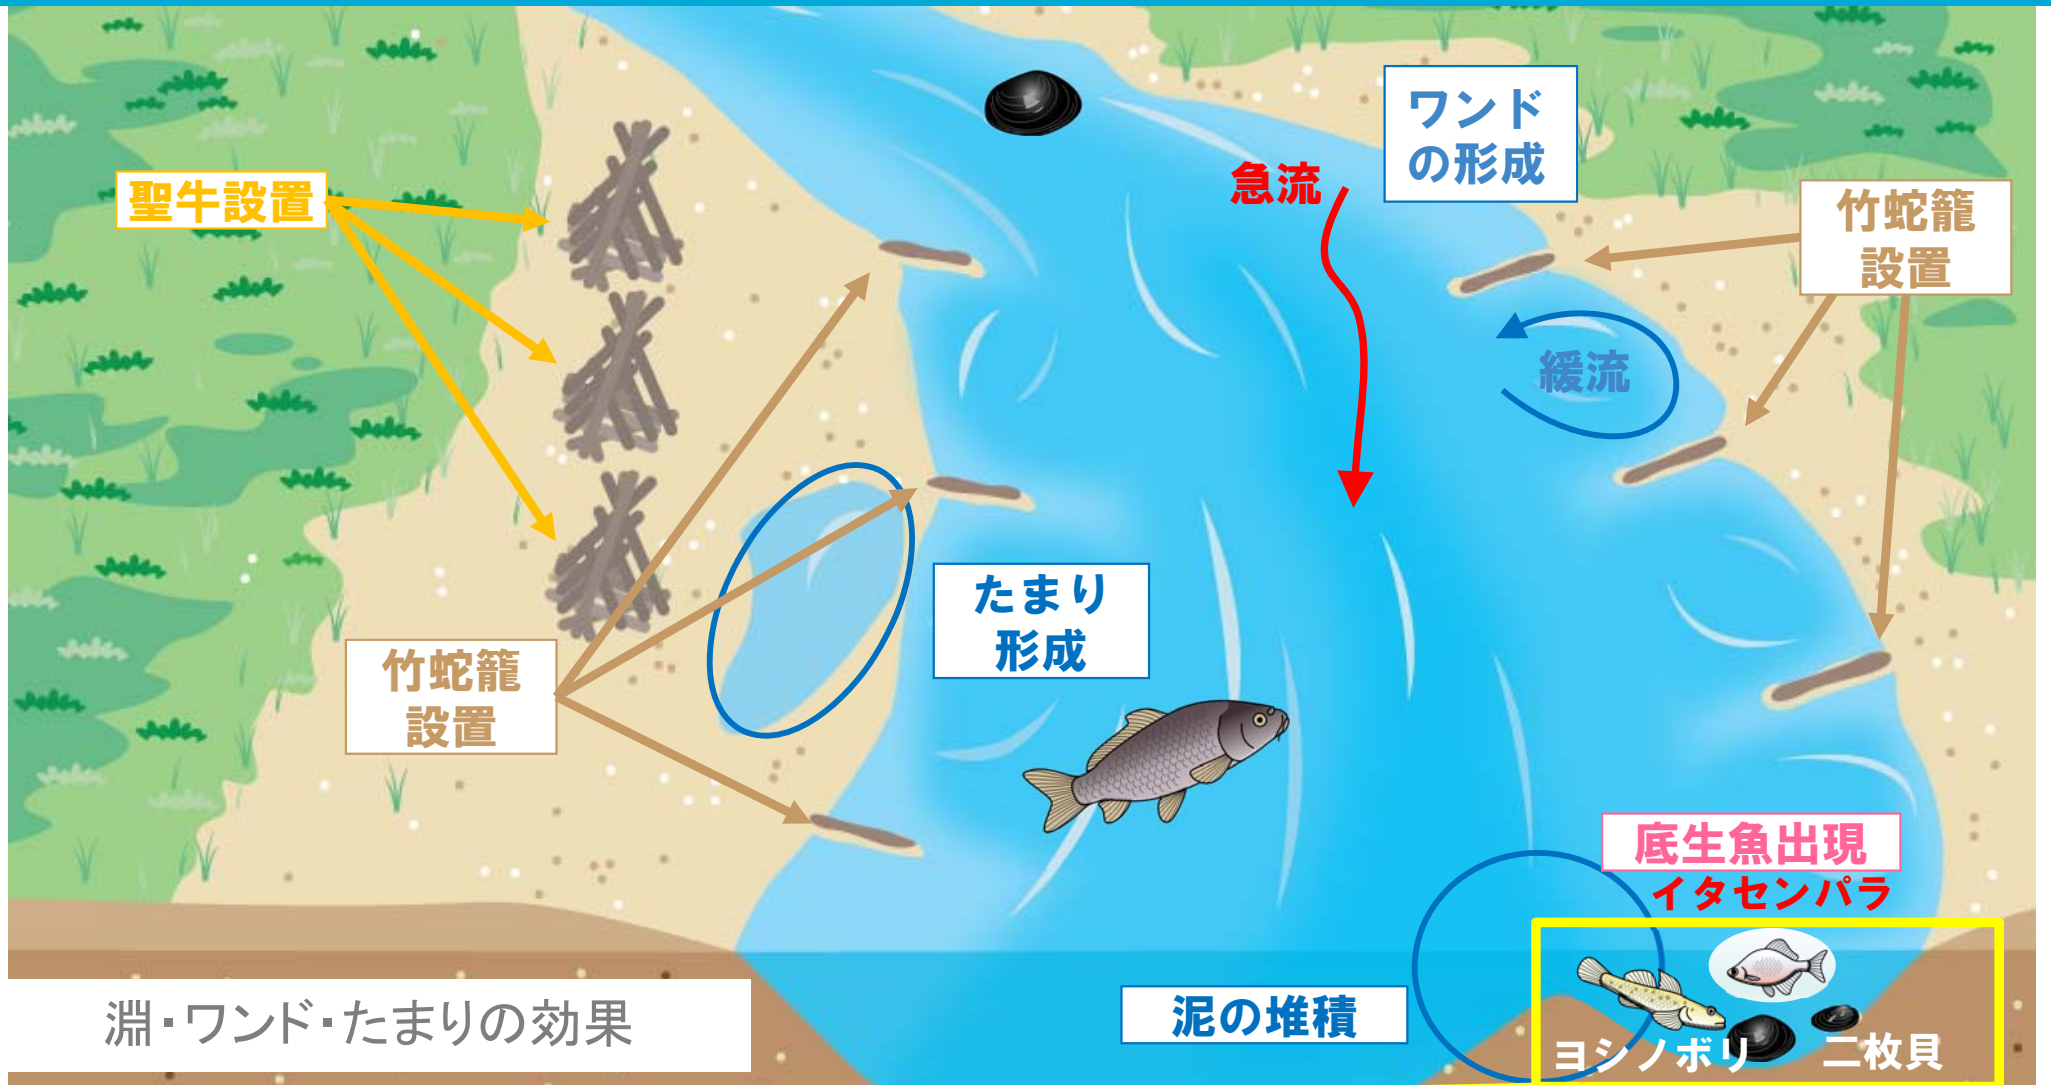 ワンド
の形成
急流
聖牛設置
竹蛇籠
設置
緩流
たまり
形成
竹蛇籠
設置
底生魚出現
イタセンパラ
泥の堆積
ヨシノボリ
二枚貝
淵・ワンド・たまりの効果